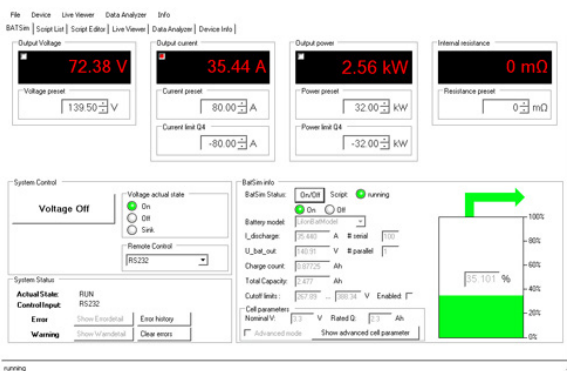 File Device Live Viewer Data Analyzer Info
BATSim Script List Script Editor Live Viewer Data Analyzer Device Info
Output Voltage Output current Output power Internal resistance
72.38 V 35.44 A 2.56 kW 0 mΩ
Voltage preset Current preset Power preset Resistance preset
139.50 V 80.00 A 32.00 kW 0 mΩ
Current limit Q4 Power limit Q4
-80.00 A -32.00 kW
System Control BatSim info
Voltage actual state BatSim Status: On/Off Script: running
Voltage Off On On Off
Off Battery model: LiIonBatModel
Sink I_discharge: 35.440 A # serial 100
100%
Remote Control U_bat_out: 140.91 V # parallel 1
80%
RS232 Charge count: 0.07725 Ah
System Status Total Capacity: 2.477 Ah 35.101 % 60%
Actual State: RUN Cutoff limits : 267.89 ... 388.34 V Enabled:
40%
Control Input: RS232 Cell parameters
Error Show Errordetail Error history Nominal V: 3.3 V Rated Q: 2.3 Ah
20%
Warning Show Warndetail Clear errors Advanced mode Show advanced cell parameter
0%
running